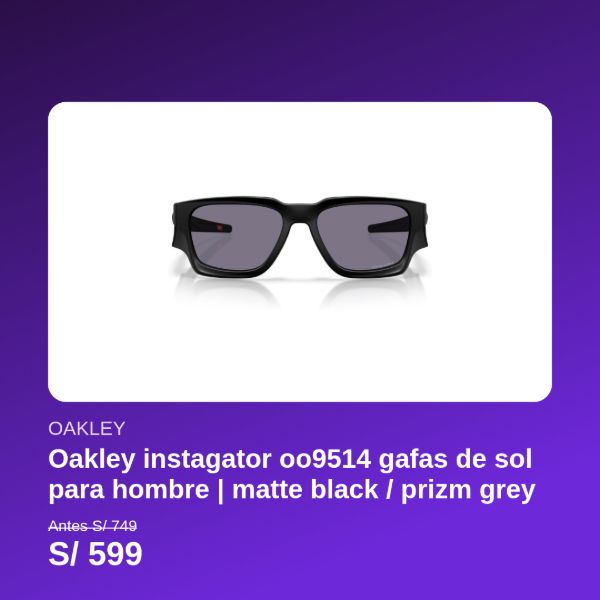 OAKLEY
Oakley instagator oo9514 gafas de sol
para hombre | matte black / prizm grey
Antes S/ 749
S/ 599